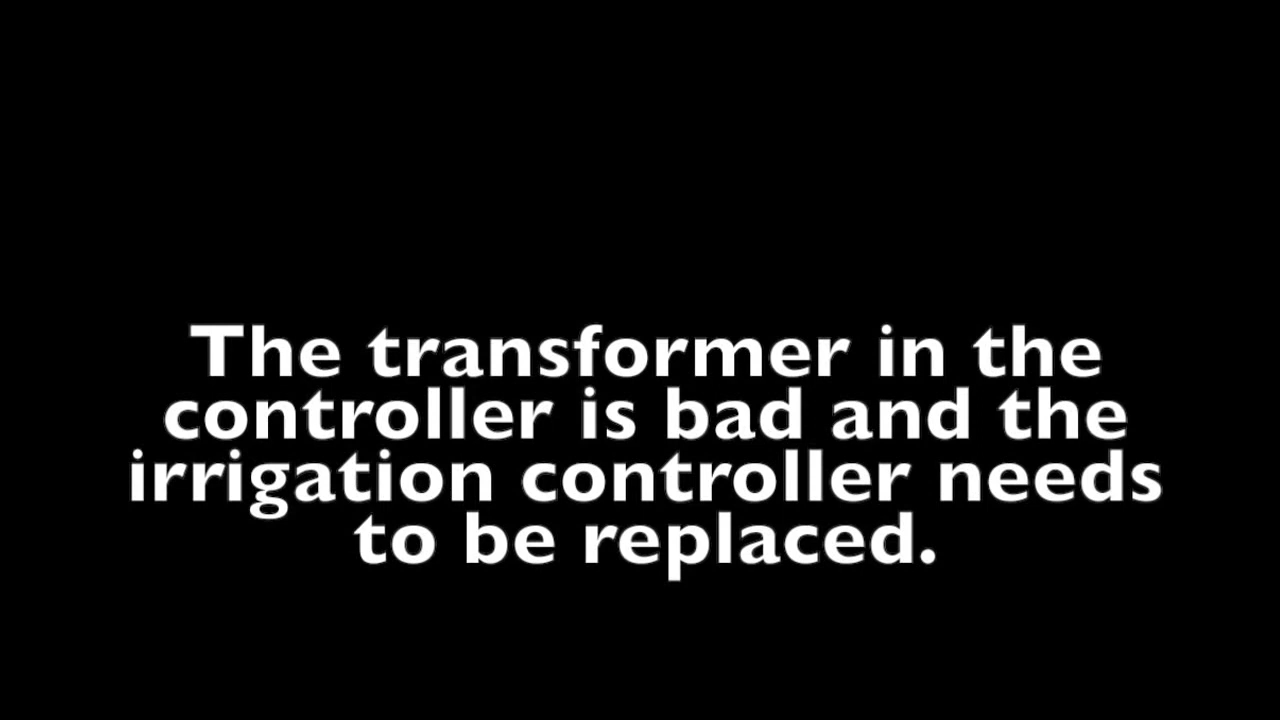 The transformer in the
controller is bad and the
irrigation controller needs
to be replaced.